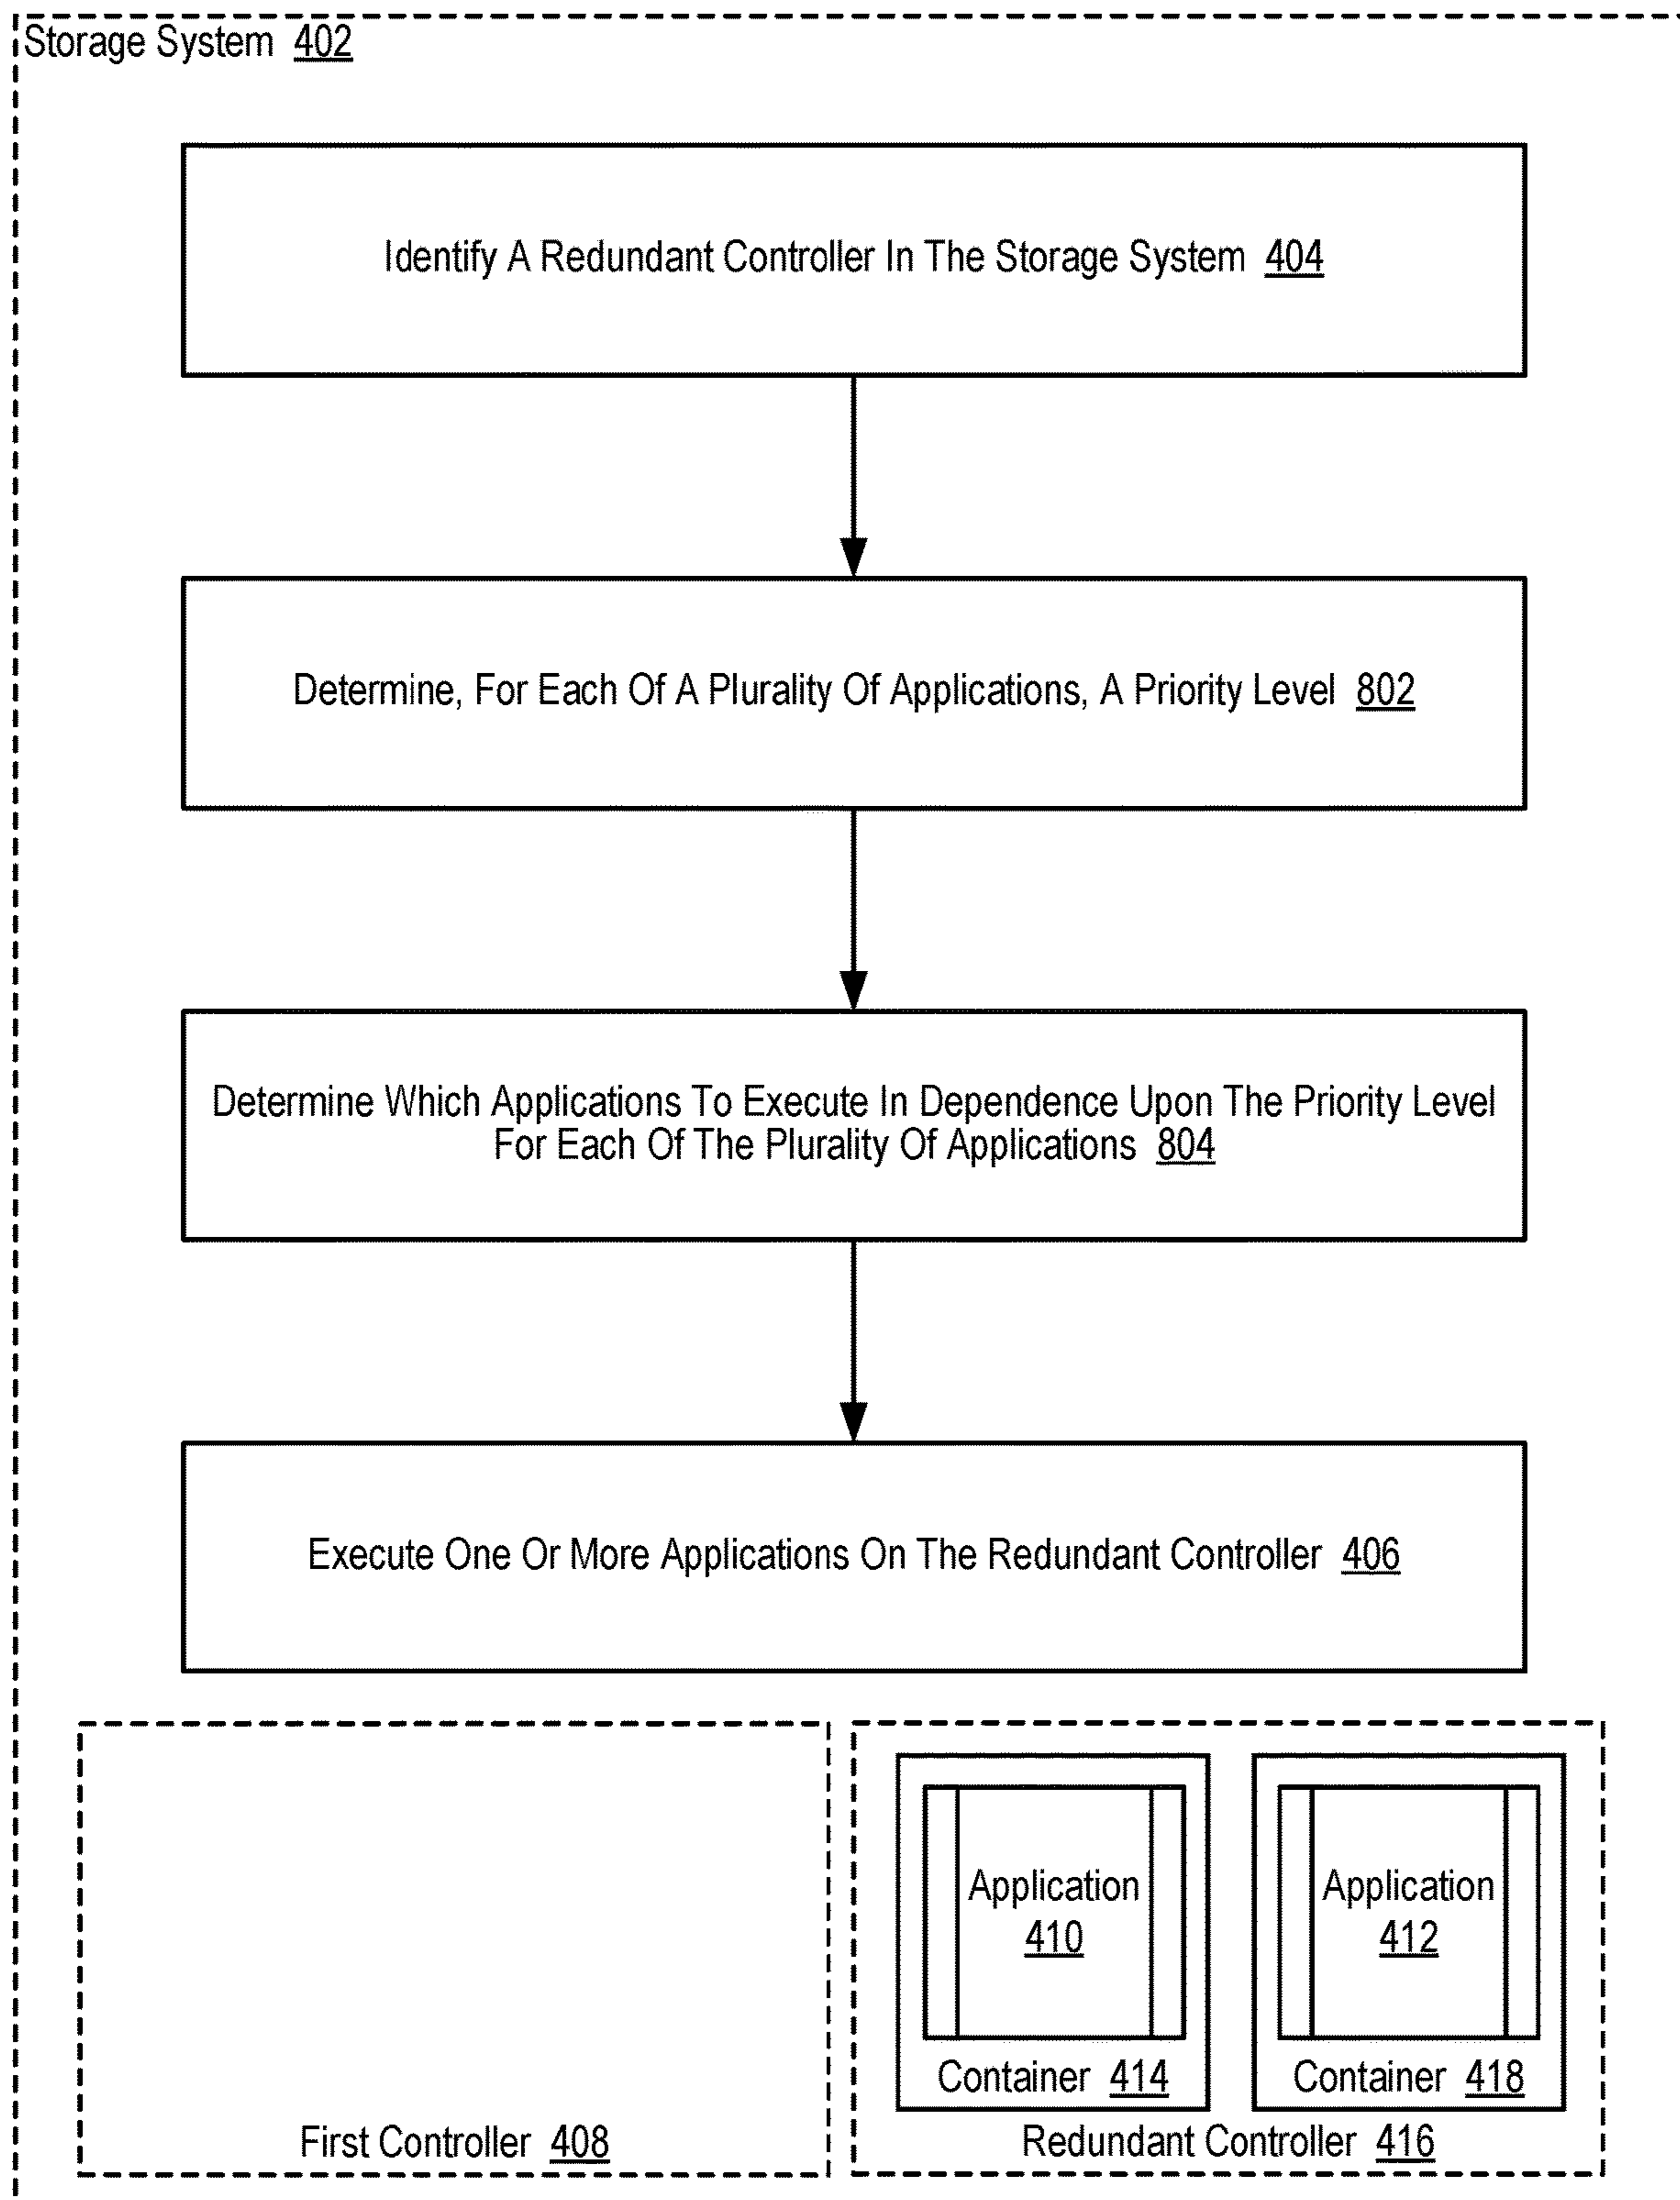 Storage System 402
Identify A Redundant Controller In The Storage System 404
Determine, For Each Of A Plurality Of Applications, A Priority Level 802
Determine Which Applications To Execute In Dependence Upon The Priority Level
For Each Of The Plurality Of Applications 804
Execute One Or More Applications On The Redundant Controller 406
Application
410
Container 414
Application
412
Container 418
First Controller 408
Redundant Controller 416